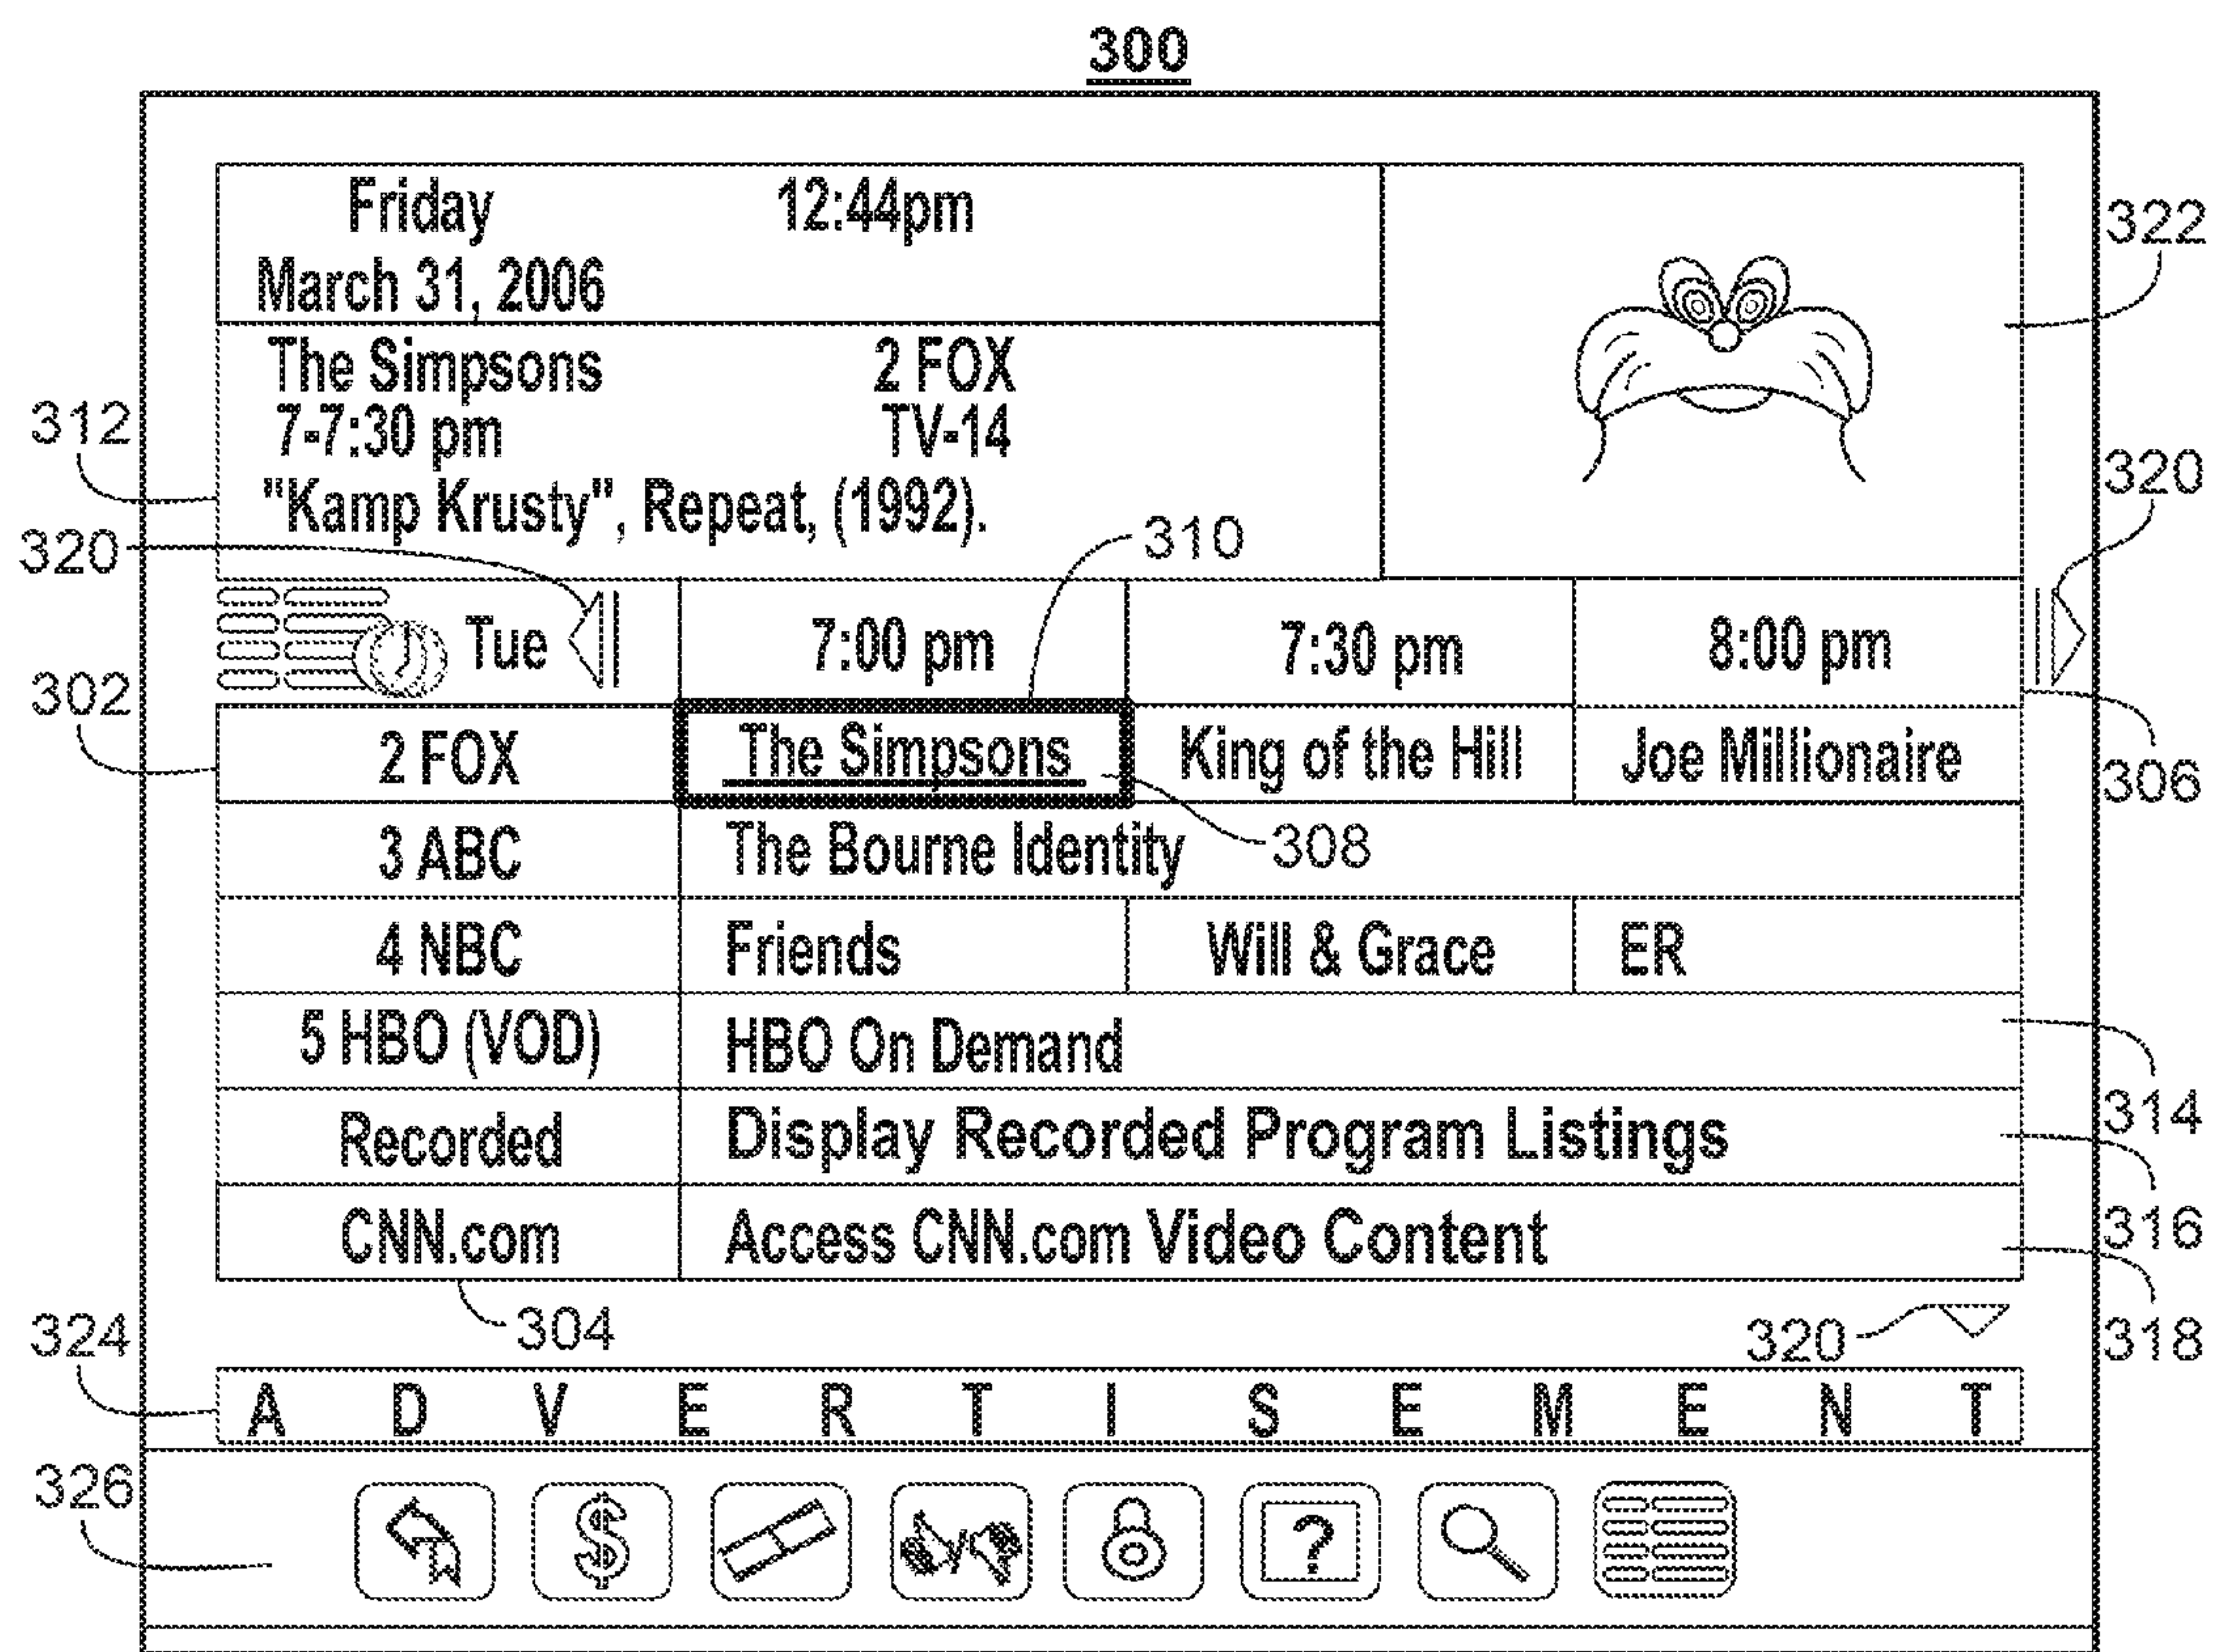 300
Friday 12:44pm
March 31, 2006
322
The Simpsons 2 FOX
312
7-7:30 pm TV-14
320
"Kamp Krusty", Repeat, (1992).
320
310
Tue 7:00 pm 7:30 pm 8:00 pm
302
2 FOX The Simpsons King of the Hill Joe Millionaire
306
3 ABC The Bourne Identity 308
4 NBC Friends Will & Grace ER
5 HBO (VOD) HBO On Demand
314
Recorded Display Recorded Program Listings
316
CNN.com Access CNN.com Video Content
304
324
320
318
A D V E R T I S E M E N T
326
$ ?